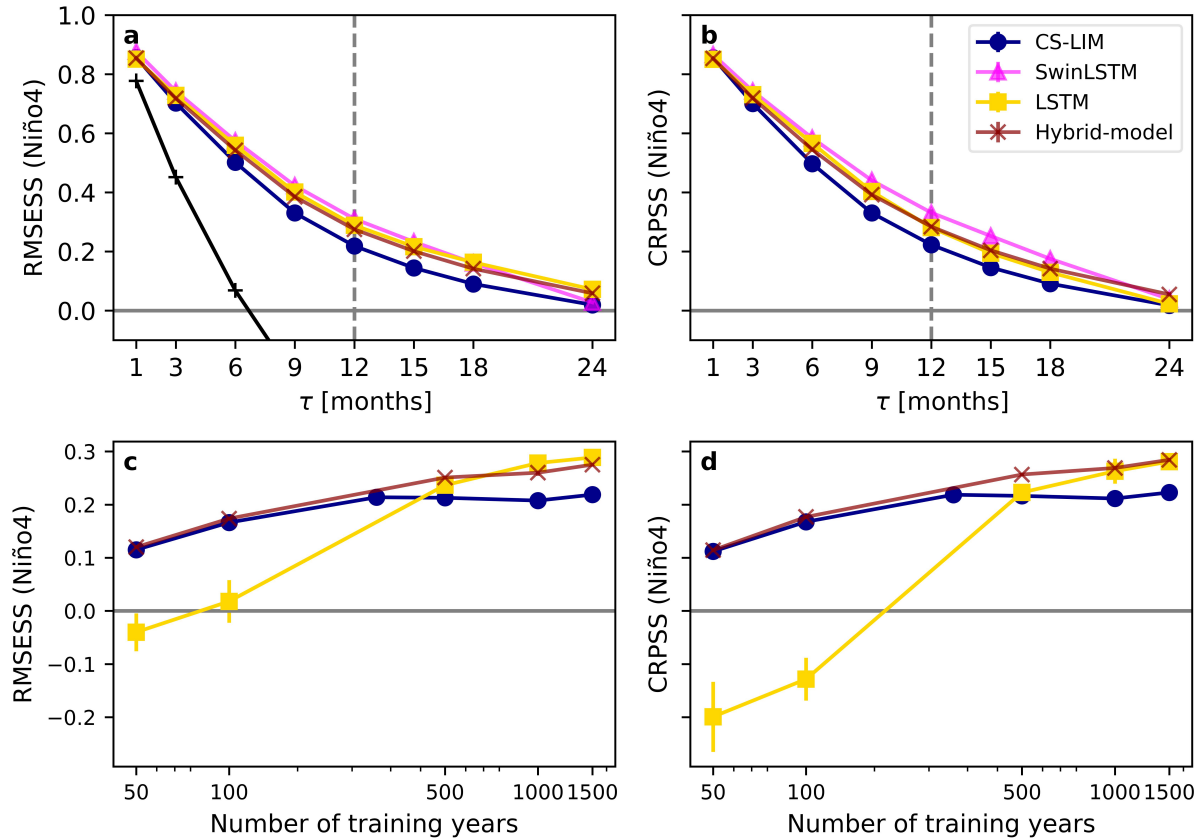 a
1.0
0.8
0.6
0.4
0.2
0.0
RMSESS (Niño4)
1 3 6 9 12 15 18 24
τ [months]
b
CS-LIM
SwinLSTM
LSTM
Hybrid-model
CRPSS (Niño4)
1 3 6 9 12 15 18 24
τ [months]
c
0.3
0.2
0.1
0.0
−0.1
−0.2
RMSESS (Niño4)
50 100 500 1000 1500
Number of training years
d
CRPSS (Niño4)
50 100 500 1000 1500
Number of training years